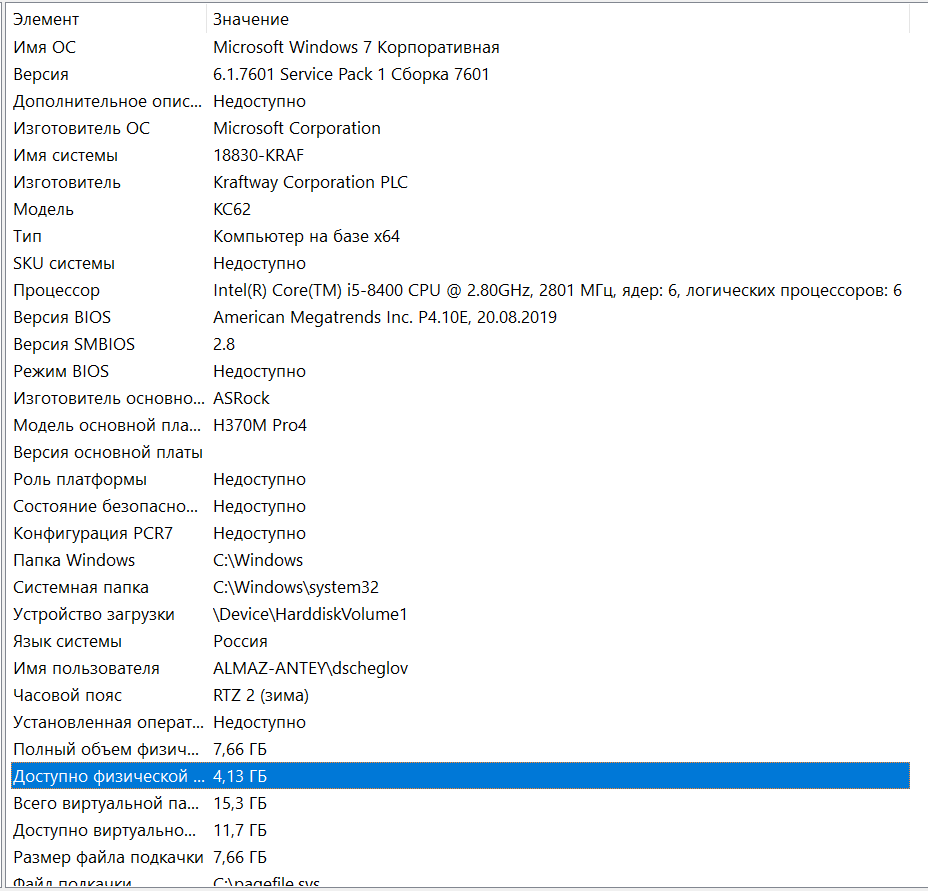 Элемент Значение
Имя ОС Microsoft Windows 7 Корпоративная
Версия 6.1.7601 Service Pack 1 Сборка 7601
Дополнительное опис... Недоступно
Изготовитель ОС Microsoft Corporation
Имя системы 18830-KRAF
Изготовитель Kraftway Corporation PLC
Модель KC62
Тип Компьютер на базе x64
SKU системы Недоступно
Процессор Intel(R) Core(TM) i5-8400 CPU @ 2.80GHz, 2801 МГц, ядер: 6, логических процессоров: 6
Версия BIOS American Megatrends Inc. P4.10E, 20.08.2019
Версия SMBIOS 2.8
Режим BIOS Недоступно
Изготовитель основно... ASRock
Модель основной пла... H370M Pro4
Версия основной платы
Роль платформы Недоступно
Состояние безопасно... Недоступно
Конфигурация PCR7 Недоступно
Папка Windows C:\Windows
Системная папка C:\Windows\system32
Устройство загрузки \Device\HarddiskVolume1
Язык системы Россия
Имя пользователя ALMAZ-ANTEY\dscheglov
Часовой пояс RTZ 2 (зима)
Установленная операт... Недоступно
Полный объем физич... 7,66 ГБ
Доступно физической ... 4,13 ГБ
Всего виртуальной па... 15,3 ГБ
Доступно виртуально... 11,7 ГБ
Размер файла подкачки 7,66 ГБ
Файл подкачки C:\pagefile.sys